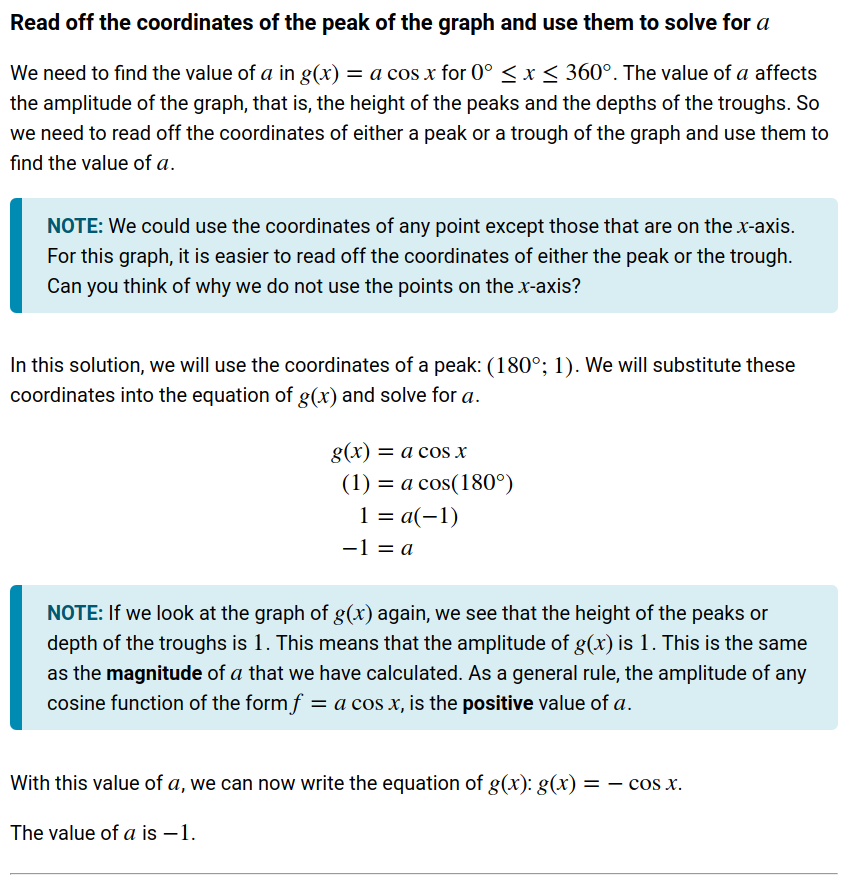 Read off the coordinates of the peak of the graph and use them to solve for a
We need to find the value of a in g(x) = a cos x for 0° ≤ x ≤ 360°. The value of a affects
the amplitude of the graph, that is, the height of the peaks and the depths of the troughs. So
we need to read off the coordinates of either a peak or a trough of the graph and use them to
find the value of a.
NOTE: We could use the coordinates of any point except those that are on the x-axis.
For this graph, it is easier to read off the coordinates of either the peak or the trough.
Can you think of why we do not use the points on the x-axis?
In this solution, we will use the coordinates of a peak: (180°; 1). We will substitute these
coordinates into the equation of g(x) and solve for a.
g(x) = a cos x
(1) = a cos(180°)
1 = a(−1)
−1 = a
NOTE: If we look at the graph of g(x) again, we see that the height of the peaks or
depth of the troughs is 1. This means that the amplitude of g(x) is 1. This is the same
as the magnitude of a that we have calculated. As a general rule, the amplitude of any
cosine function of the form f = a cos x, is the positive value of a.
With this value of a, we can now write the equation of g(x): g(x) = − cos x.
The value of a is −1.